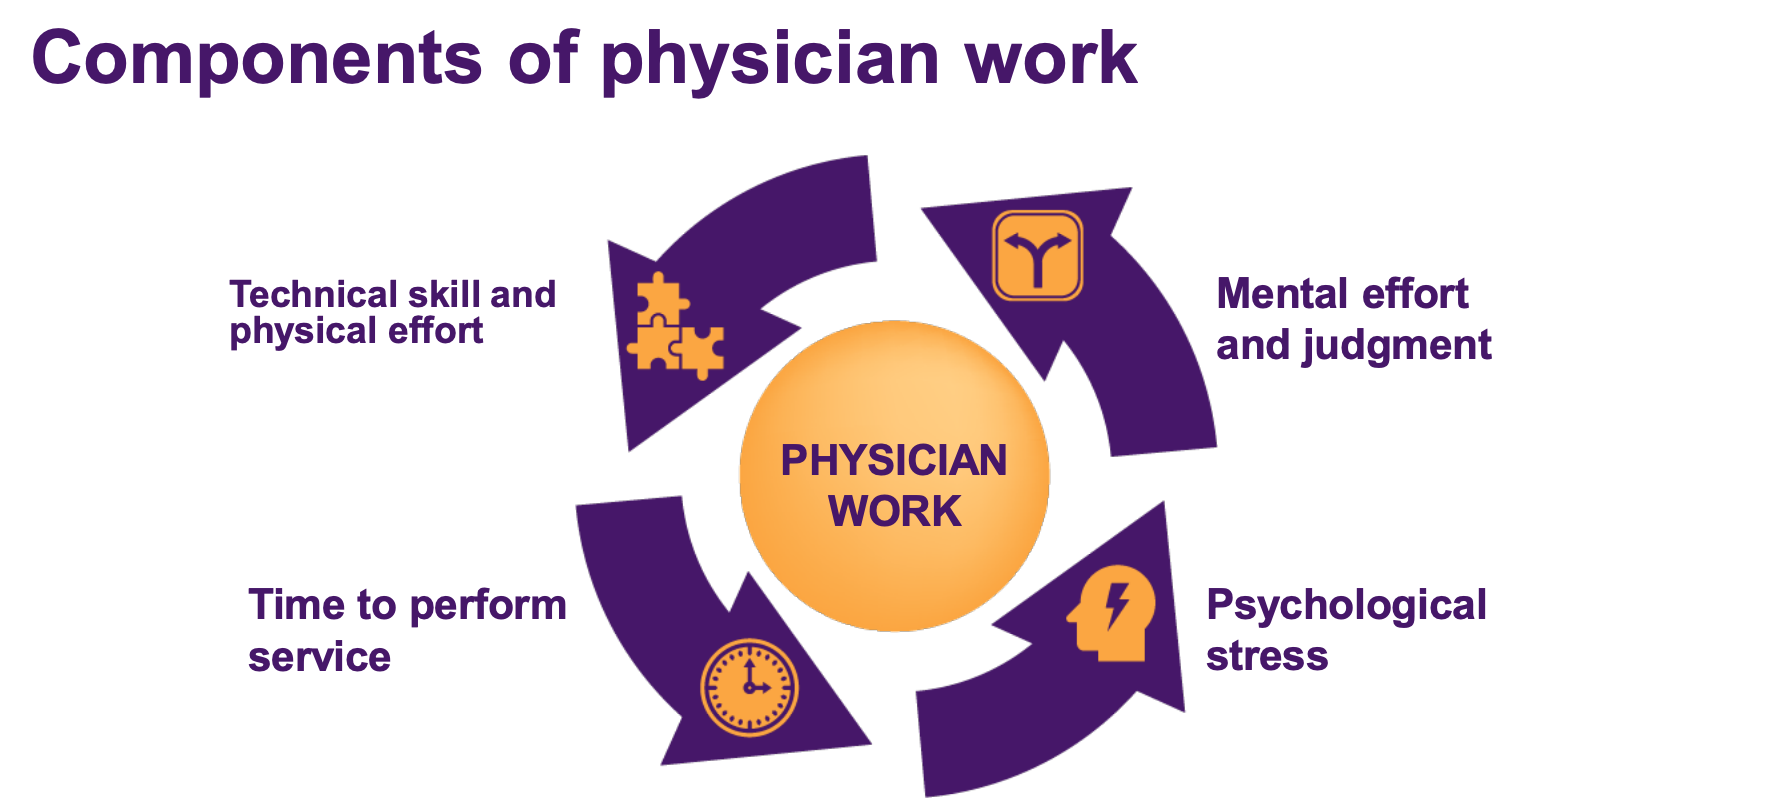 Components of physician work
Technical skill and
physical effort
Mental effort
and judgment
PHYSICIAN
WORK
Time to perform
service
Psychological
stress